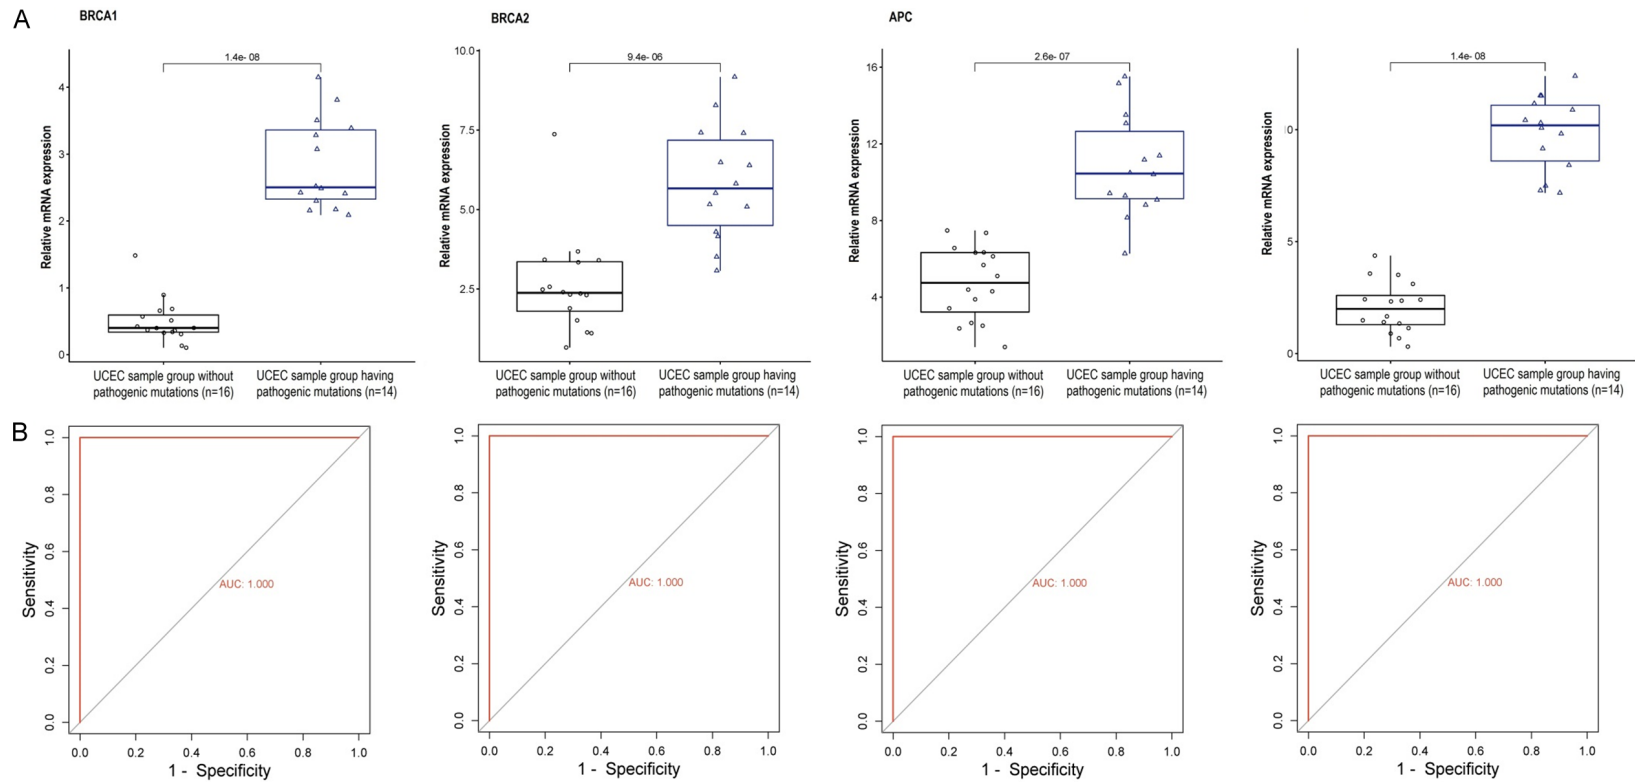 A
BRCA1
BRCA2
APC
1.4e- 08
9.4e- 06
2.6e- 07
1.4e- 08
Relative mRNA expression
4
3
2
1
0
Relative mRNA expression
10.0
7.5
5.0
2.5
Relative mRNA expression
16
12
8
4
Relative mRNA expression
10
5
0
UCEC sample group without
pathogenic mutations (n=16)
UCEC sample group having
pathogenic mutations (n=14)
UCEC sample group without
pathogenic mutations (n=16)
UCEC sample group having
pathogenic mutations (n=14)
UCEC sample group without
pathogenic mutations (n=16)
UCEC sample group having
pathogenic mutations (n=14)
UCEC sample group without
pathogenic mutations (n=16)
UCEC sample group having
pathogenic mutations (n=14)
B
Sensitivity
1.0
0.8
0.6
0.4
0.2
0.0
AUC: 1.000
0.0 0.2 0.4 0.6 0.8 1.0
1 - Specificity
Sensitivity
1.0
0.8
0.6
0.4
0.2
0.0
AUC: 1.000
0.0 0.2 0.4 0.6 0.8 1.0
1 - Specificity
Sensitivity
1.0
0.8
0.6
0.4
0.2
0.0
AUC: 1.000
0.0 0.2 0.4 0.6 0.8 1.0
1 - Specificity
Sensitivity
1.0
0.8
0.6
0.4
0.2
0.0
AUC: 1.000
0.0 0.2 0.4 0.6 0.8 1.0
1 - Specificity